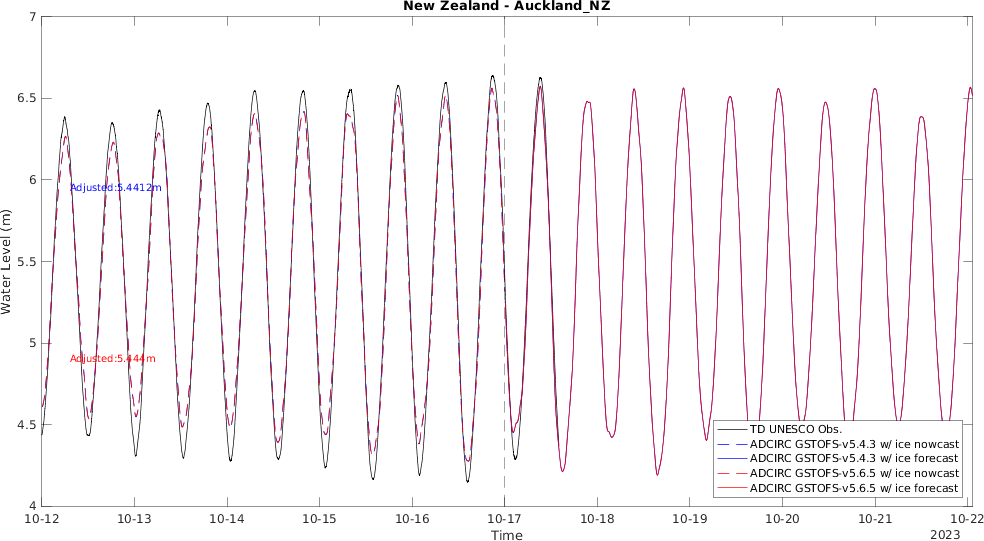 New Zealand - Auckland_NZ
7
6.5
6
5.5
5
4.5
4
Water Level (m)
Adjusted:5.4412m
Adjusted:5.444m
TD UNESCO Obs.
ADCIRC GSTOFS-v5.4.3 w/ ice nowcast
ADCIRC GSTOFS-v5.4.3 w/ ice forecast
ADCIRC GSTOFS-v5.6.5 w/ ice nowcast
ADCIRC GSTOFS-v5.6.5 w/ ice forecast
10-12 10-13 10-14 10-15 10-16 10-17 10-18 10-19 10-20 10-21 10-22
Time
2023